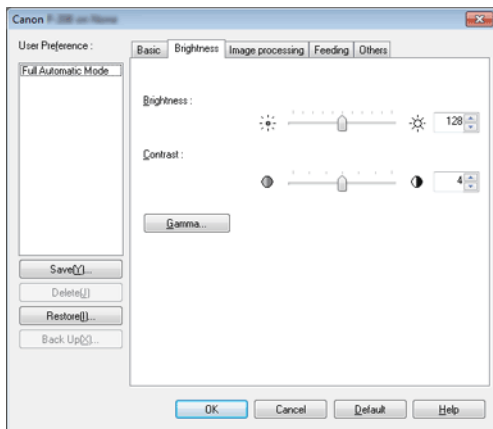 Canon
User Preference :
Full Automatic Mode
Save(Y)...
Delete(J)
Restore(I)...
Back Up(X)...
Basic Brightness Image processing Feeding Others
Brightness :
128
Contrast :
4
Gamma...
OK Cancel Default Help